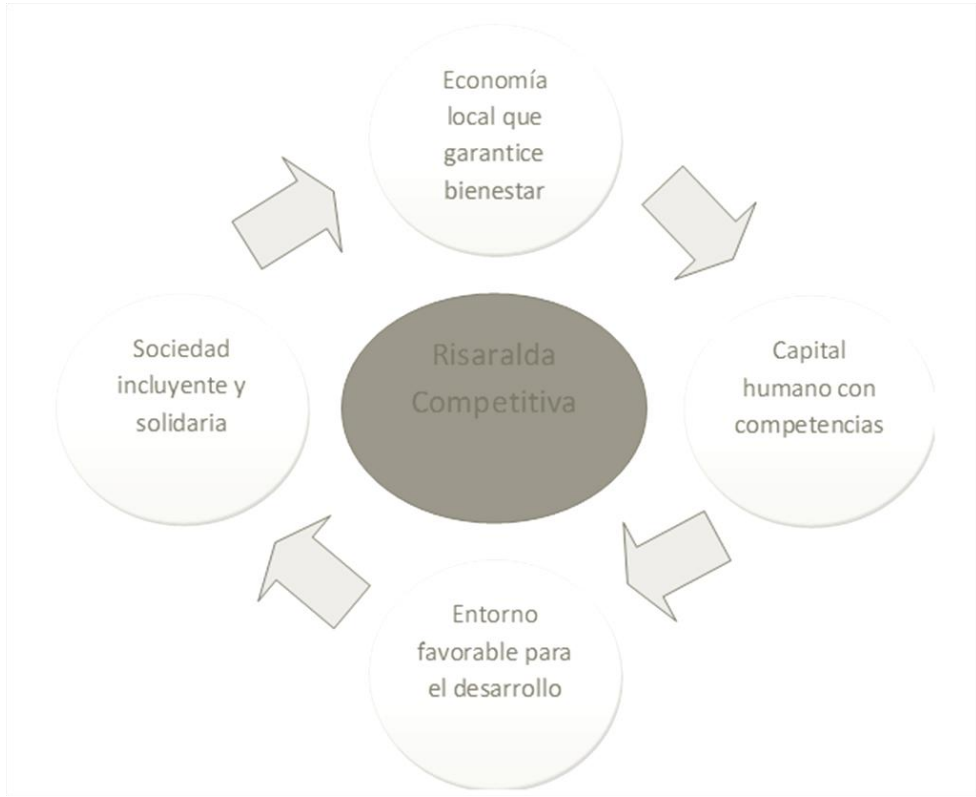 Economía
local que
garantice
bienestar
Sociedad
incluyente y
solidaria
Risaralda
Competitiva
Capital
humano con
competencias
Entorno
favorable para
el desarrollo